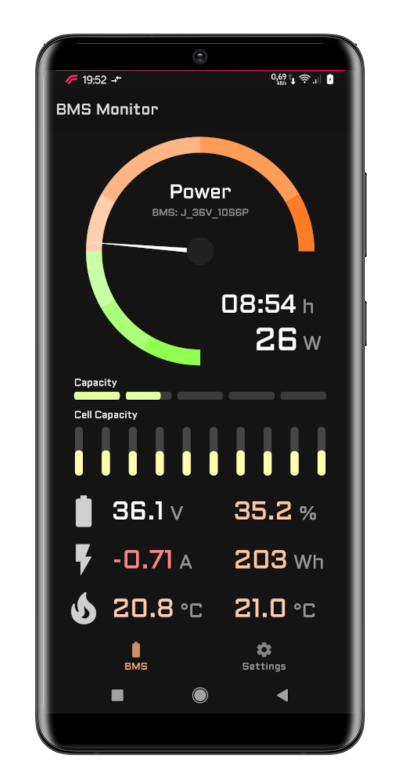 19:52
0,69
kB/s
BMS Monitor
Power
BMS: J_36V_10S6P
08:54 h
26 W
Capacity
Cell Capacity
36.1 V 35.2 %
-0.71 A 203 Wh
20.8 °C 21.0 °C
BMS Settings